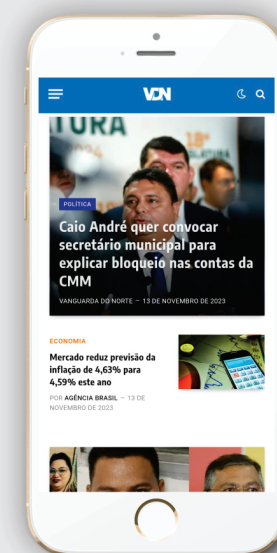 VDN
TURA
18ª
2024
POLÍTICA
Caio André quer convocar
secretário municipal para
explicar bloqueio nas contas da
CMM
VANGUARDA DO NORTE — 13 DE NOVEMBRO DE 2023
ECONOMIA
Mercado reduz previsão da
inflação de 4,63% para
4,59% este ano
POR AGÊNCIA BRASIL — 13 DE
NOVEMBRO DE 2023